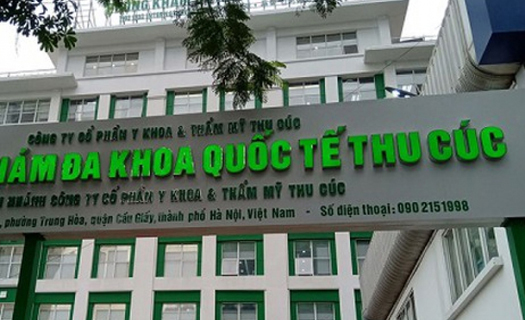 CÔNG TY CỔ PHẦN Y KHOA & THẨM MỸ THU CÚC
ĐA KHOA QUỐC TẾ THU CÚC
NHÁNH CÔNG TY CỔ PHẦN Y KHOA & THẨM MỸ THU CÚC
, phường Trung Hòa, quận Cầu Giấy, thành phố Hà Nội, Việt Nam - Số điện thoại: 090 2151998